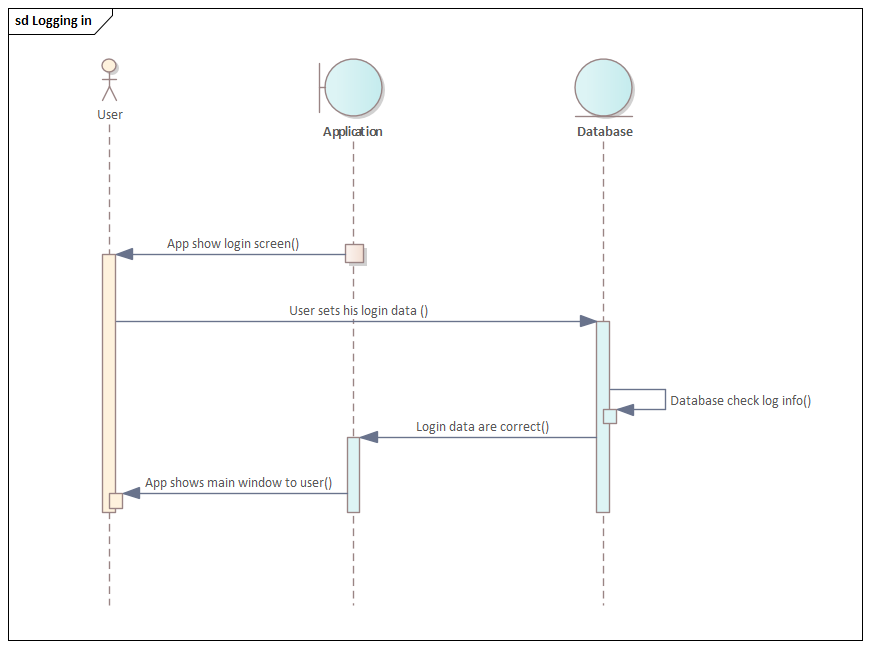 sd Logging in
User
Application
Database
App show login screen()
User sets his login data ()
Database check log info()
Login data are correct()
App shows main window to user()